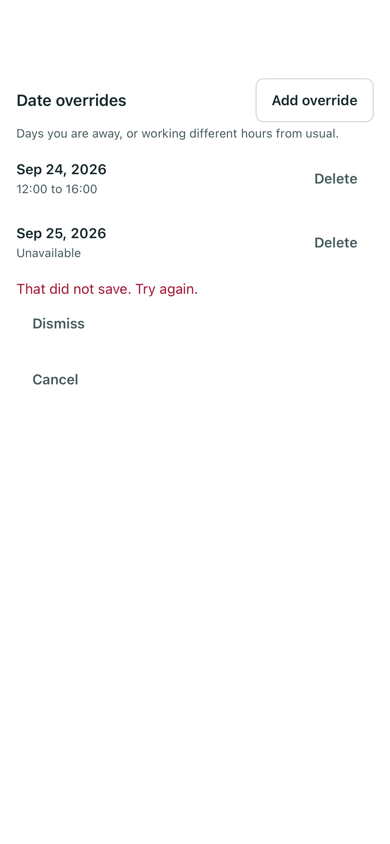 Date overrides
Add override
Days you are away, or working different hours from usual.
Sep 24, 2026
12:00 to 16:00
Delete
Sep 25, 2026
Unavailable
Delete
That did not save. Try again.
Dismiss
Cancel